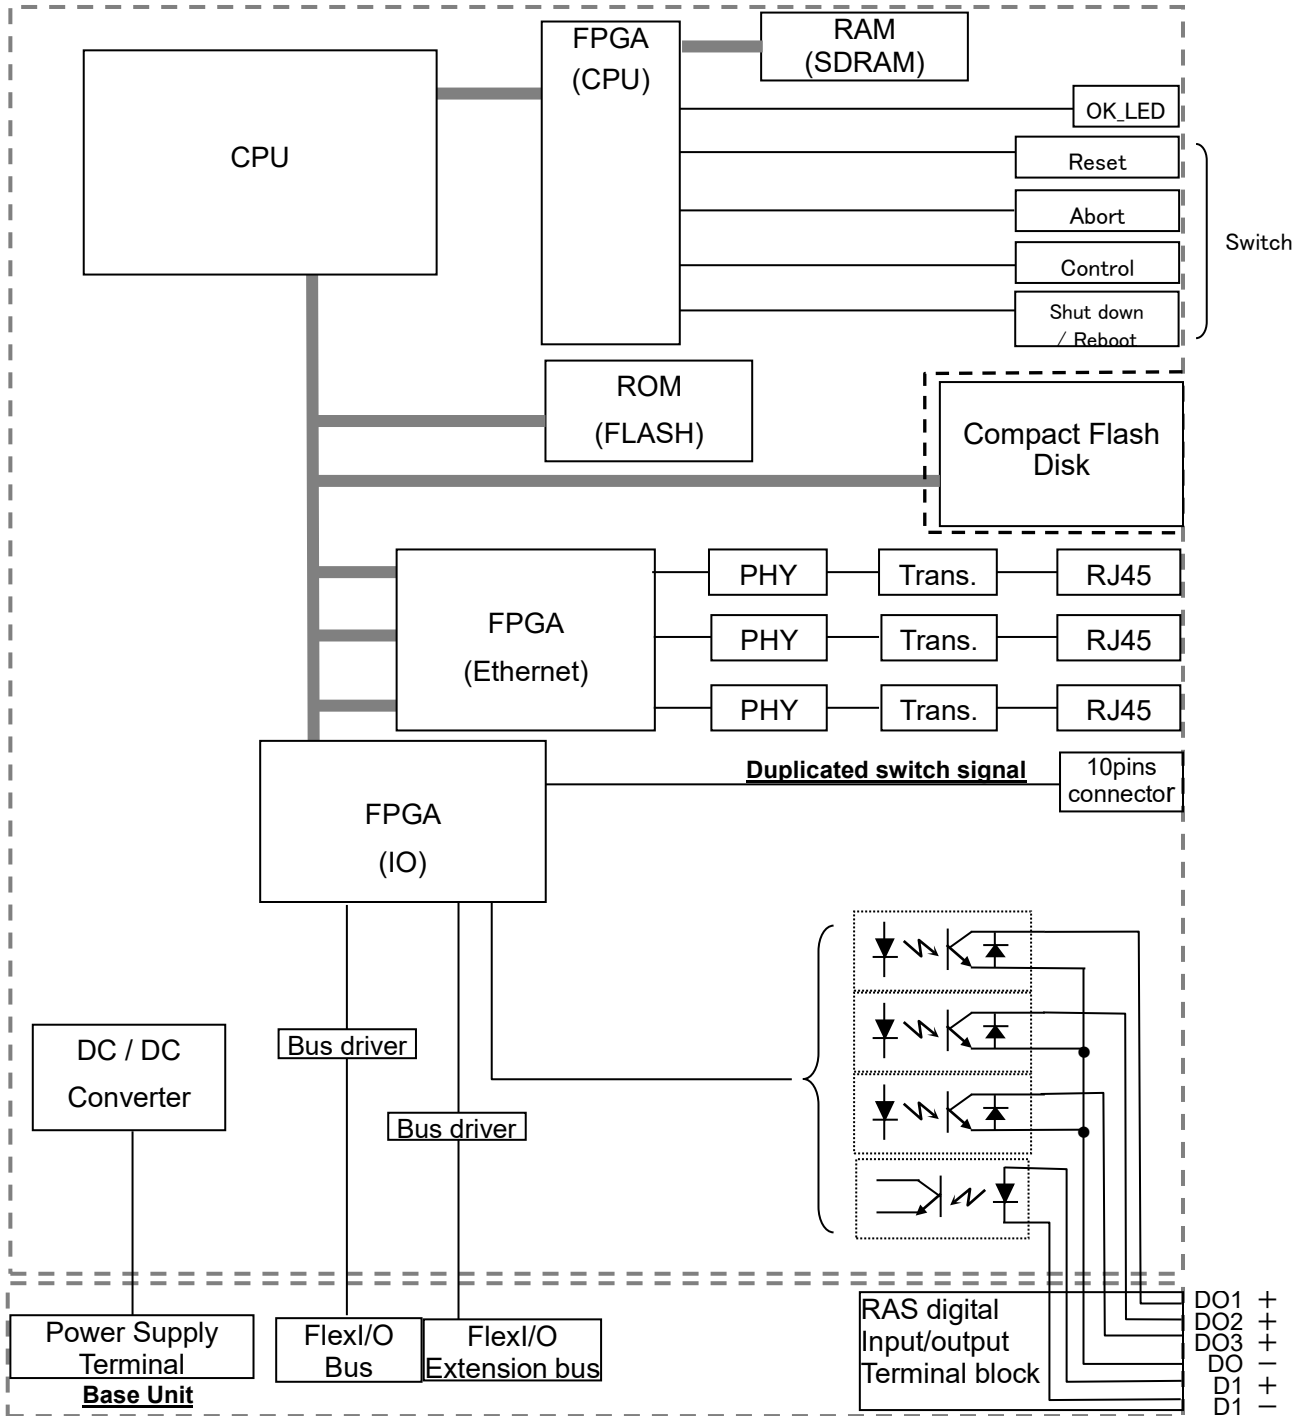 FPGA
(CPU)
RAM
(SDRAM)
CPU
OK_LED
Reset
Abort
Control
Shut down
/ Reboot
Switch
ROM
(FLASH)
Compact Flash
Disk
FPGA
(Ethernet)
PHY
Trans.
RJ45
PHY
Trans.
RJ45
PHY
Trans.
RJ45
Duplicated switch signal
10pins
connector
FPGA
(IO)
DC / DC
Converter
Bus driver
Bus driver
Power Supply
Terminal
Base Unit
FlexI/O
Bus
FlexI/O
Extension bus
RAS digital
Input/output
Terminal block
DO1 +
DO2 +
DO3 +
DO −
D1 +
D1 −